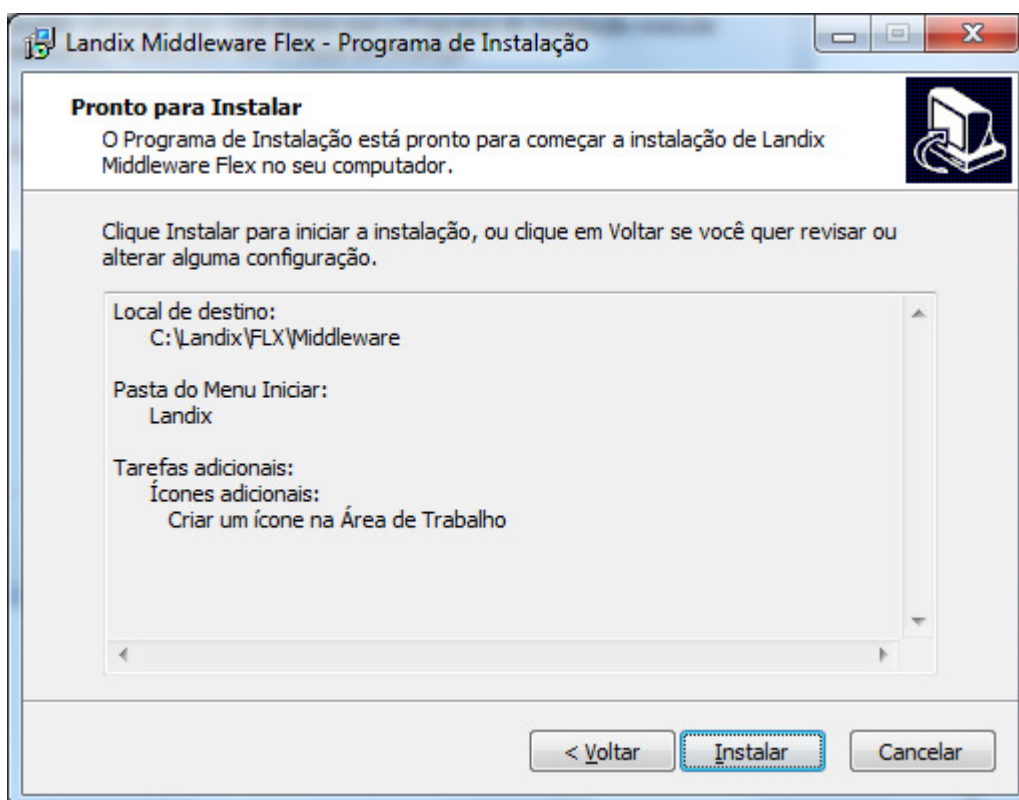 Landix Middleware Flex - Programa de Instalação
Pronto para Instalar
O Programa de Instalação está pronto para começar a instalação de Landix
Middleware Flex no seu computador.
Clique Instalar para iniciar a instalação, ou clique em Voltar se você quer revisar ou
alterar alguma configuração.
Local de destino:
C:\Landix\FLX\Middleware
Pasta do Menu Iniciar:
Landix
Tarefas adicionais:
Ícones adicionais:
Criar um ícone na Área de Trabalho
< Voltar
Instalar
Cancelar